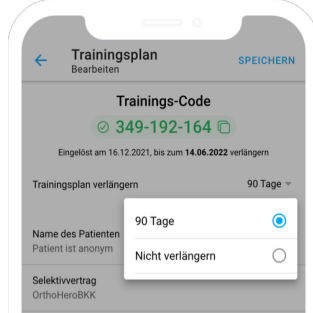 Trainingsplan
Bearbeiten
SPEICHERN
Trainings-Code
349-192-164
Eingelöst am 16.12.2021, bis zum 14.06.2022 verlängern
Trainingsplan verlängern
90 Tage
90 Tage
Nicht verlängern
Name des Patienten
Patient ist anonym
Selektivvertrag
OrthoHeroBKK